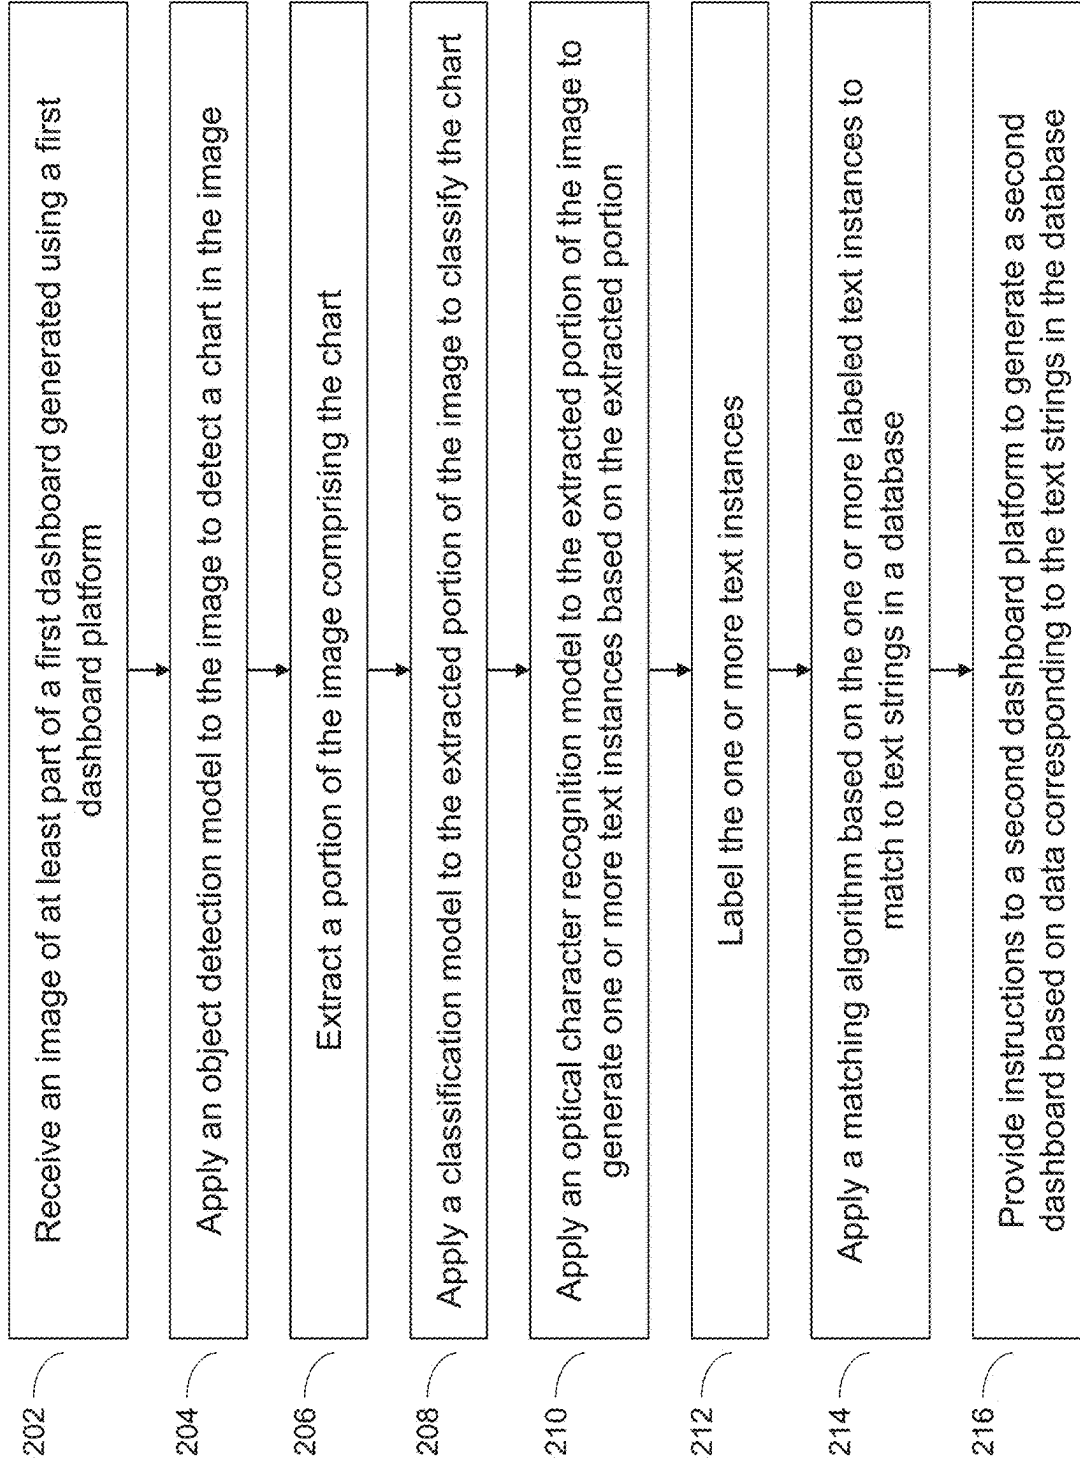 202
Receive an image of at least part of a first dashboard generated using a first
dashboard platform
204
Apply an object detection model to the image to detect a chart in the image
206
Extract a portion of the image comprising the chart
208
Apply a classification model to the extracted portion of the image to classify the chart
210
Apply an optical character recognition model to the extracted portion of the image to
generate one or more text instances based on the extracted portion
212
Label the one or more text instances
214
Apply a matching algorithm based on the one or more labeled text instances to
match to text strings in a database
216
Provide instructions to a second dashboard platform to generate a second
dashboard based on data corresponding to the text strings in the database